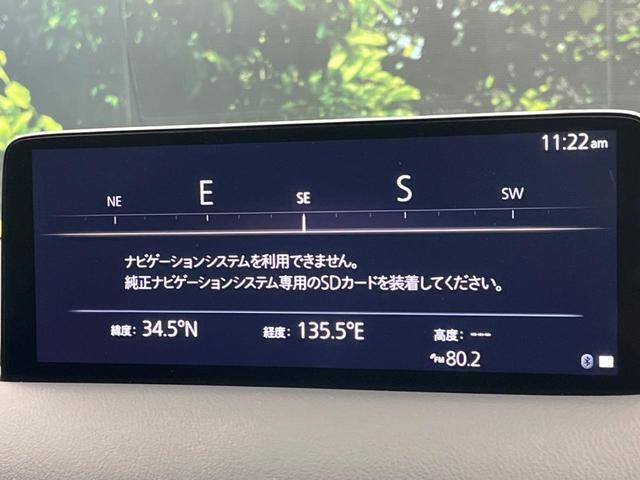 11:22am
NE E SE S SW
ナビゲーションシステムを利用できません。
純正ナビゲーションシステム専用のSDカードを装着してください。
緯度: 34.5°N 経度: 135.5°E 高度: ---
FM 80.2